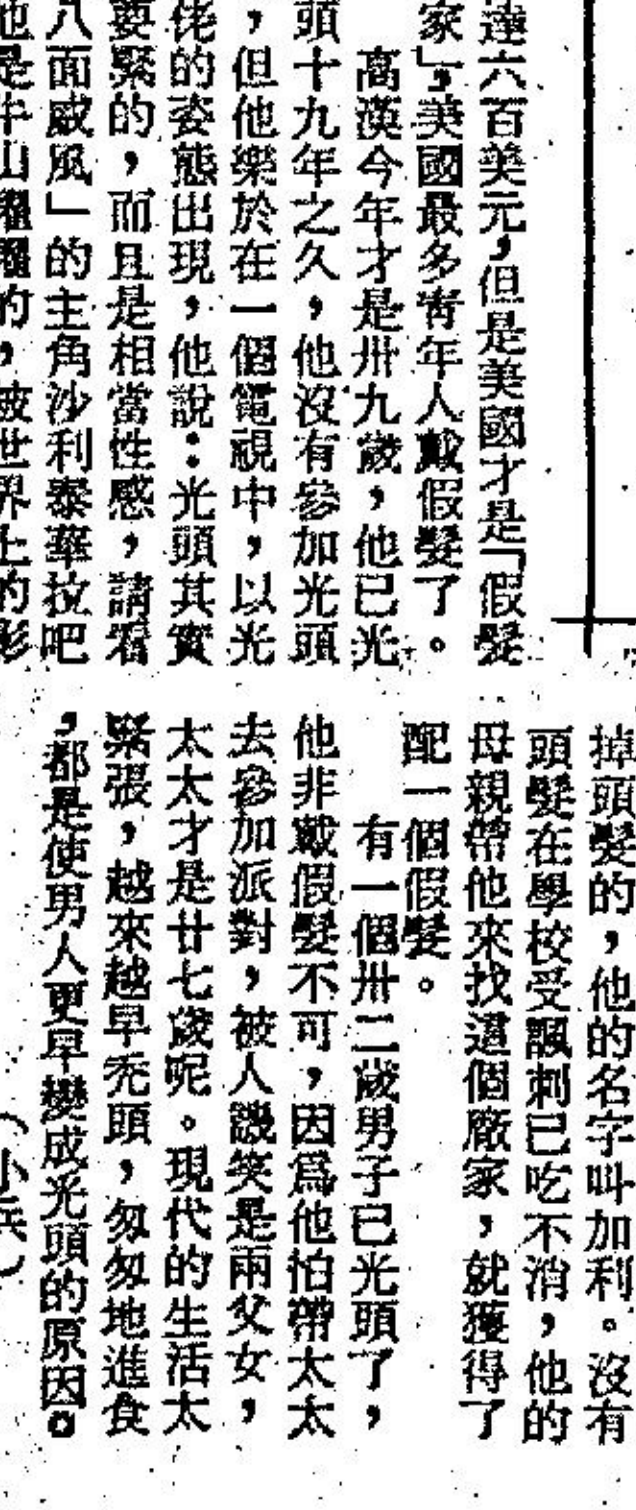 達六百美元,但是美國才是「假髮
家」,美國最多靑年人戴假髮了。
高漢今年才是卅九歲,他已光
頭十九年之久,他沒有參加光頭
,但他樂於在一個電視中,以光
佬的姿態出現,他說:光頭其實
要緊的,而且是相當性感,請看
八面威風」的主角沙利泰華拉吧
他是牛山濯濯的,被世界上的影
掉頭髮的,他的名字叫加利。沒有
頭髮在學校受諷刺已吃不消,他的
母親帶他來找這個廠家,就獲得了
配一個假髮。
有一個卅二歲男子已光頭了,
他非戴假髮不可,因爲他怕帶太太
去參加派對,被人譏笑是兩父女,
太太才是廿七歲呢。現代的生活太
緊張,越來越早禿頭,匆匆地進食
,都是使男人更早變成光頭的原因。
(小兵)